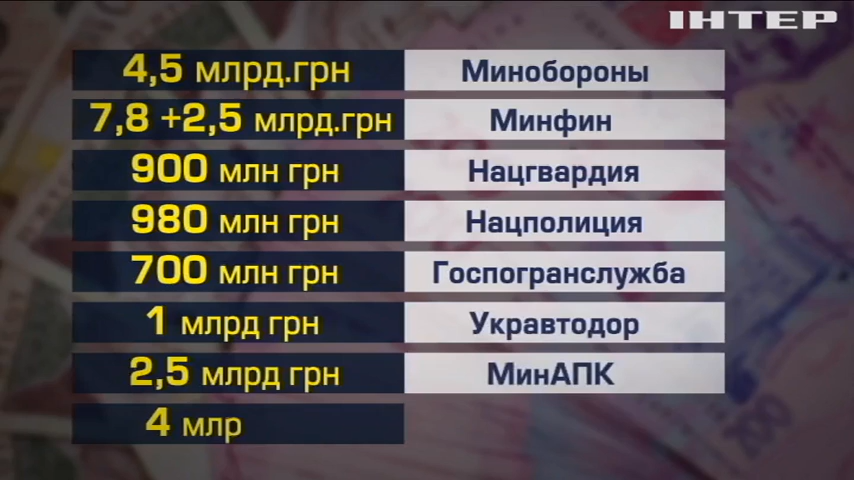 ІНТЕР
4,5 млрд.грн Минобороны
7,8 +2,5 млрд.грн Минфин
900 млн грн Нацгвардия
980 млн грн Нацполиция
700 млн грн Госпогранслужба
1 млрд грн Укравтодор
2,5 млрд грн МинАПК
4 млр